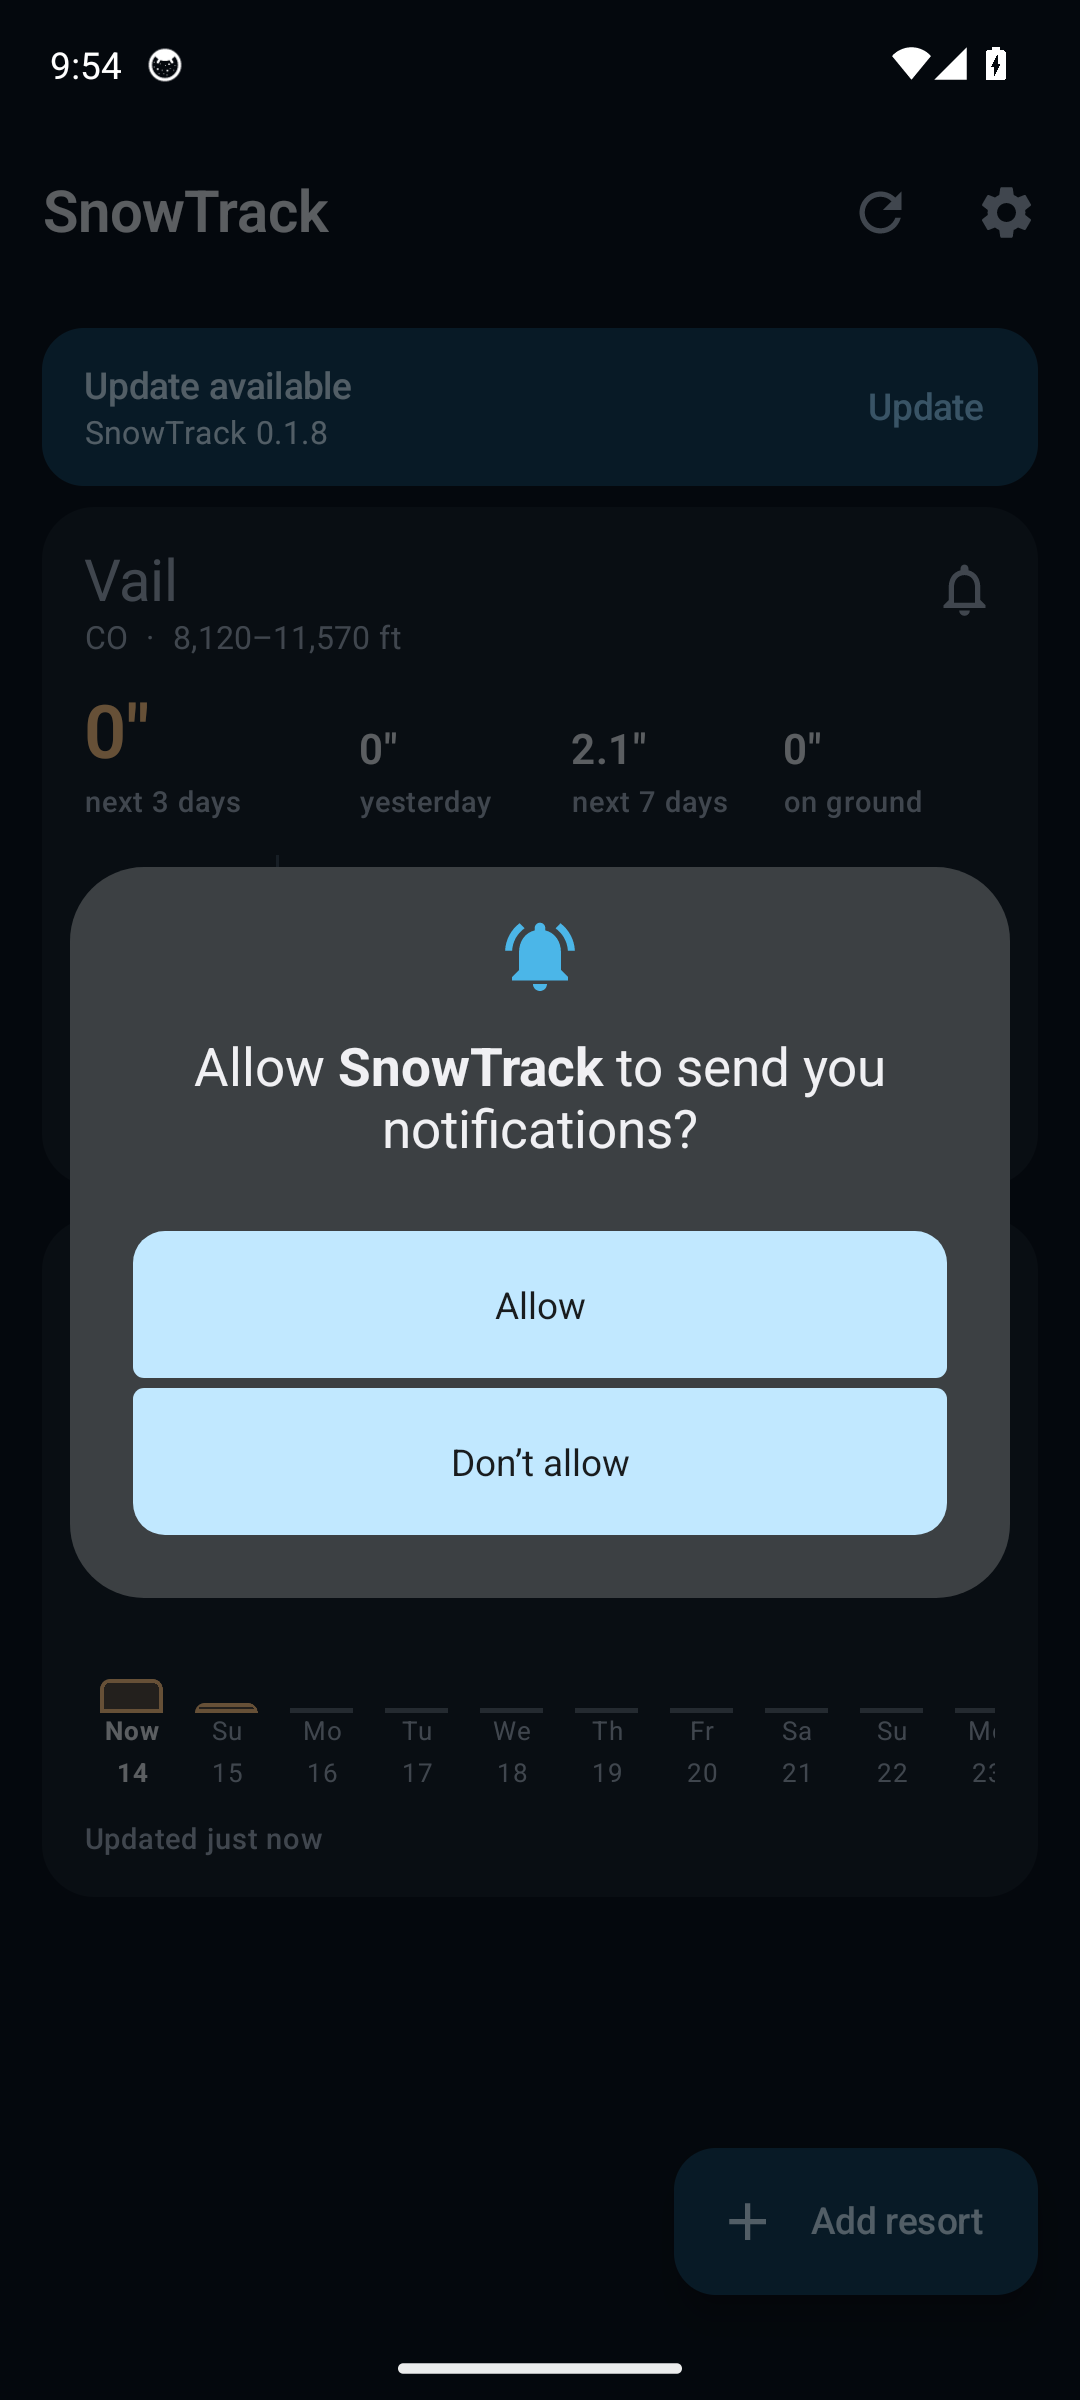 9:54
SnowTrack
Update available
SnowTrack 0.1.8
Update
Vail
CO · 8,120–11,570 ft
0"
next 3 days
0"
yesterday
2.1"
next 7 days
0"
on ground
Allow SnowTrack to send you
notifications?
Allow
Don’t allow
Now Su Mo Tu We Th Fr Sa Su
14 15 16 17 18 19 20 21 22
Updated just now
Add resort